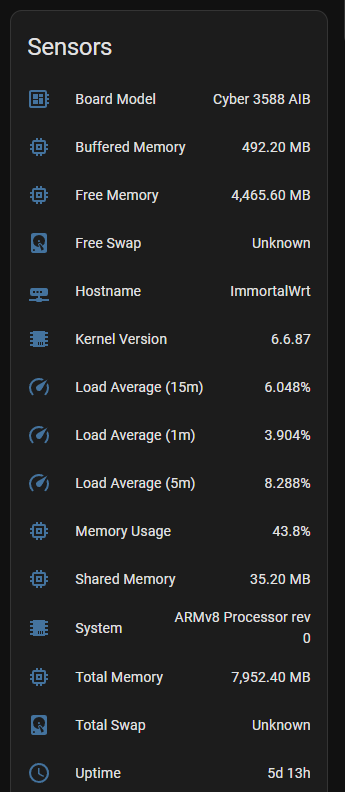 Sensors
Board Model Cyber 3588 AIB
Buffered Memory 492.20 MB
Free Memory 4,465.60 MB
Free Swap Unknown
Hostname ImmortalWrt
Kernel Version 6.6.87
Load Average (15m) 6.048%
Load Average (1m) 3.904%
Load Average (5m) 8.288%
Memory Usage 43.8%
Shared Memory 35.20 MB
System ARMv8 Processor rev
0
Total Memory 7,952.40 MB
Total Swap Unknown
Uptime 5d 13h